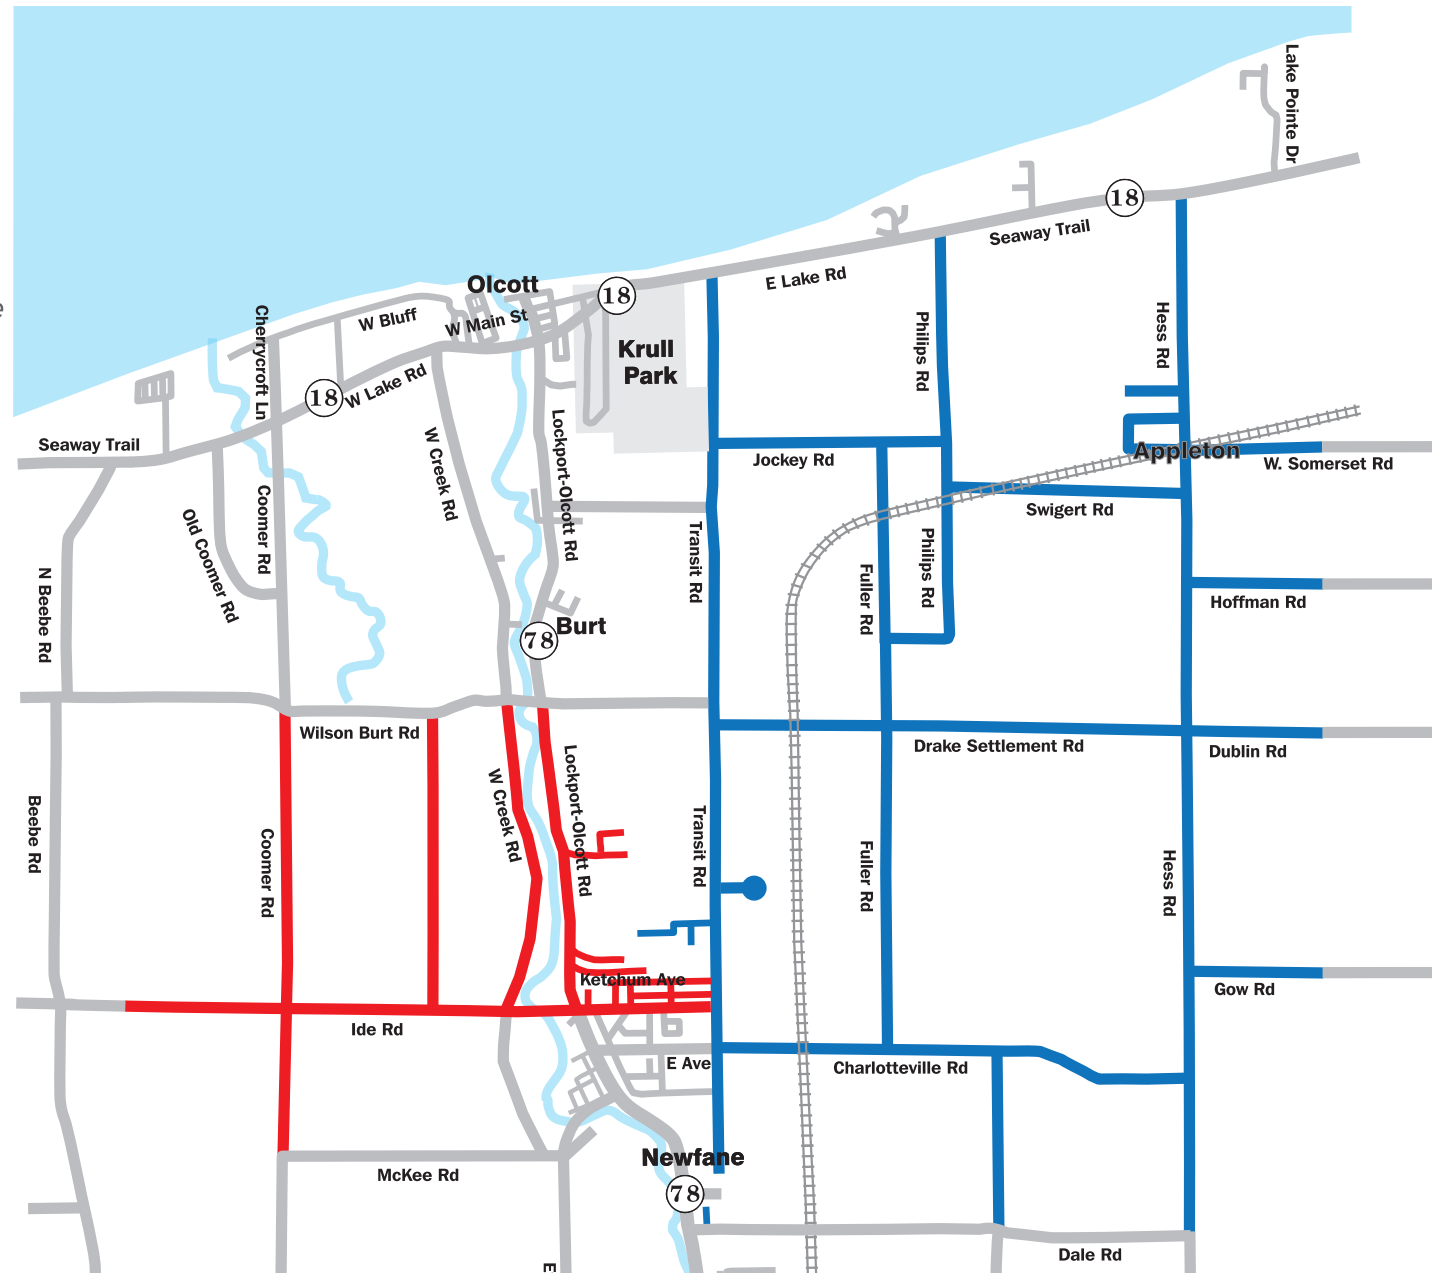 Lake Pointe Dr
18
Seaway Trail
E Lake Rd
Olcott
18
W Bluff
W Main St
Cherrycroft Ln
Krull
Park
Philips Rd
Hess Rd
18
W Lake Rd
Seaway Trail
Lockport-Olcott Rd
W Creek Rd
Jockey Rd
Appleton
W. Somerset Rd
Swigert Rd
Coomer Rd
Old Coomer Rd
Transit Rd
Philips Rd
Fuller Rd
N Beebe Rd
Hoffman Rd
Burt
78
Wilson Burt Rd
Drake Settlement Rd
Dublin Rd
Lockport-Olcott Rd
W Creek Rd
Beebe Rd
Coomer Rd
Transit Rd
Fuller Rd
Hess Rd
Ketchum Ave
Gow Rd
Ide Rd
E Ave
Charlotteville Rd
Newfane
McKee Rd
78
Dale Rd
E